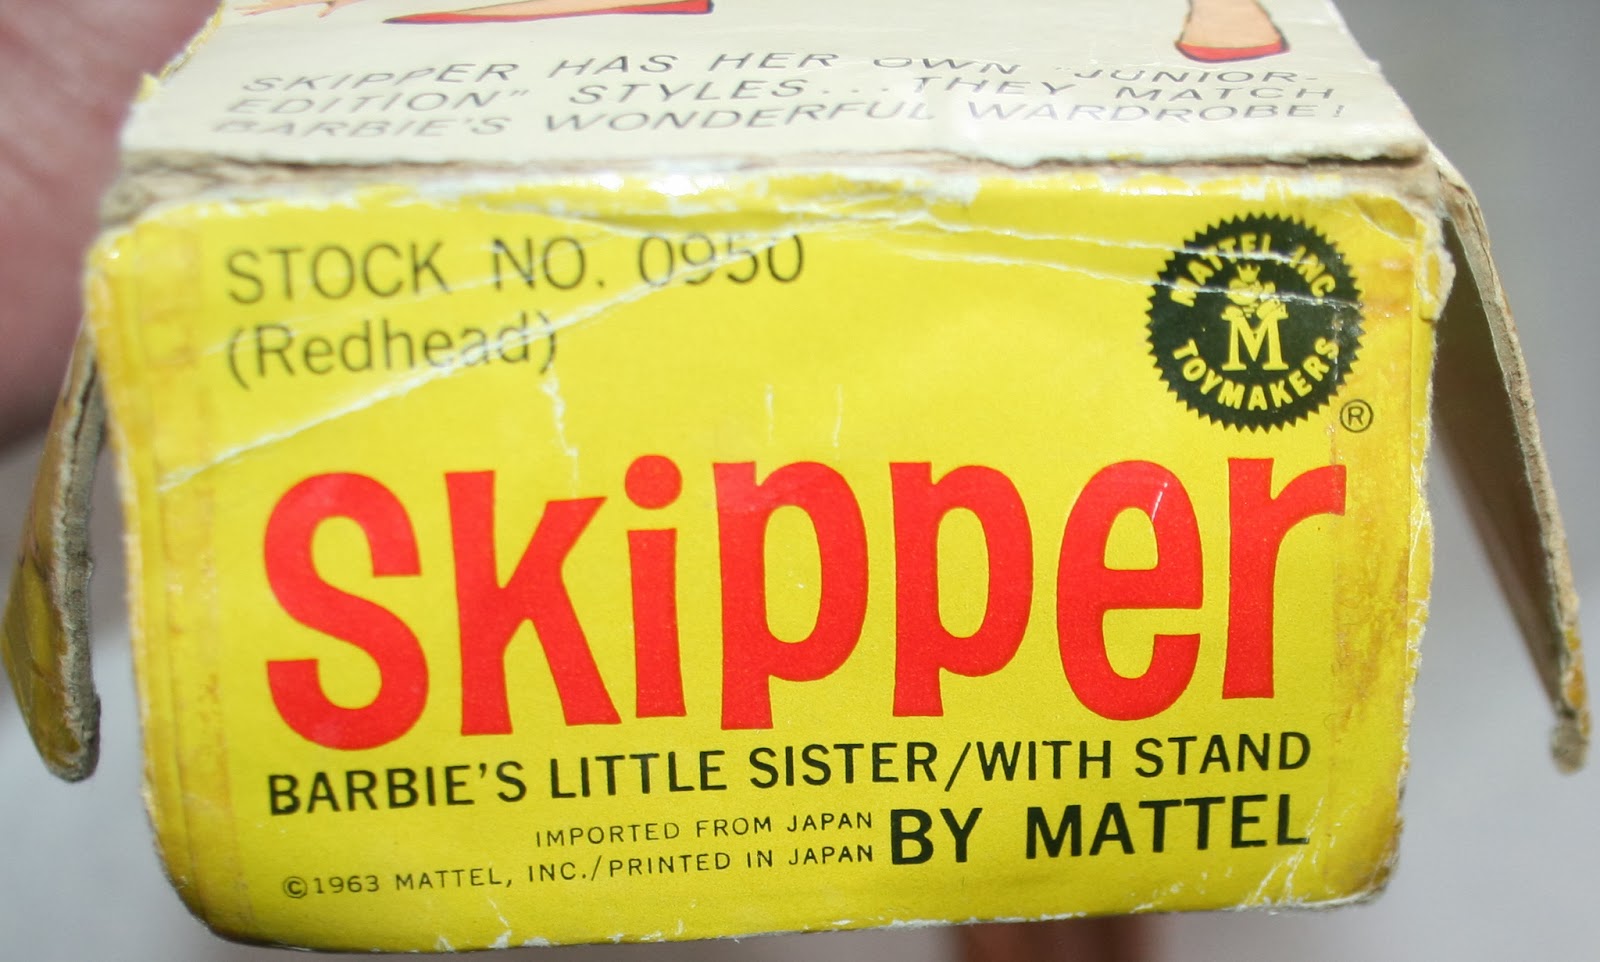 SKIPPER HAS HER OWN "JUNIOR-
EDITION" STYLES...THEY MATCH
BARBIE'S WONDERFUL WARDROBE!
STOCK NO. 0950
(Redhead)
MATTEL, INC.
M
TOYMAKERS
®
Skipper
BARBIE'S LITTLE SISTER/WITH STAND
IMPORTED FROM JAPAN
©1963 MATTEL, INC./PRINTED IN JAPAN
BY MATTEL